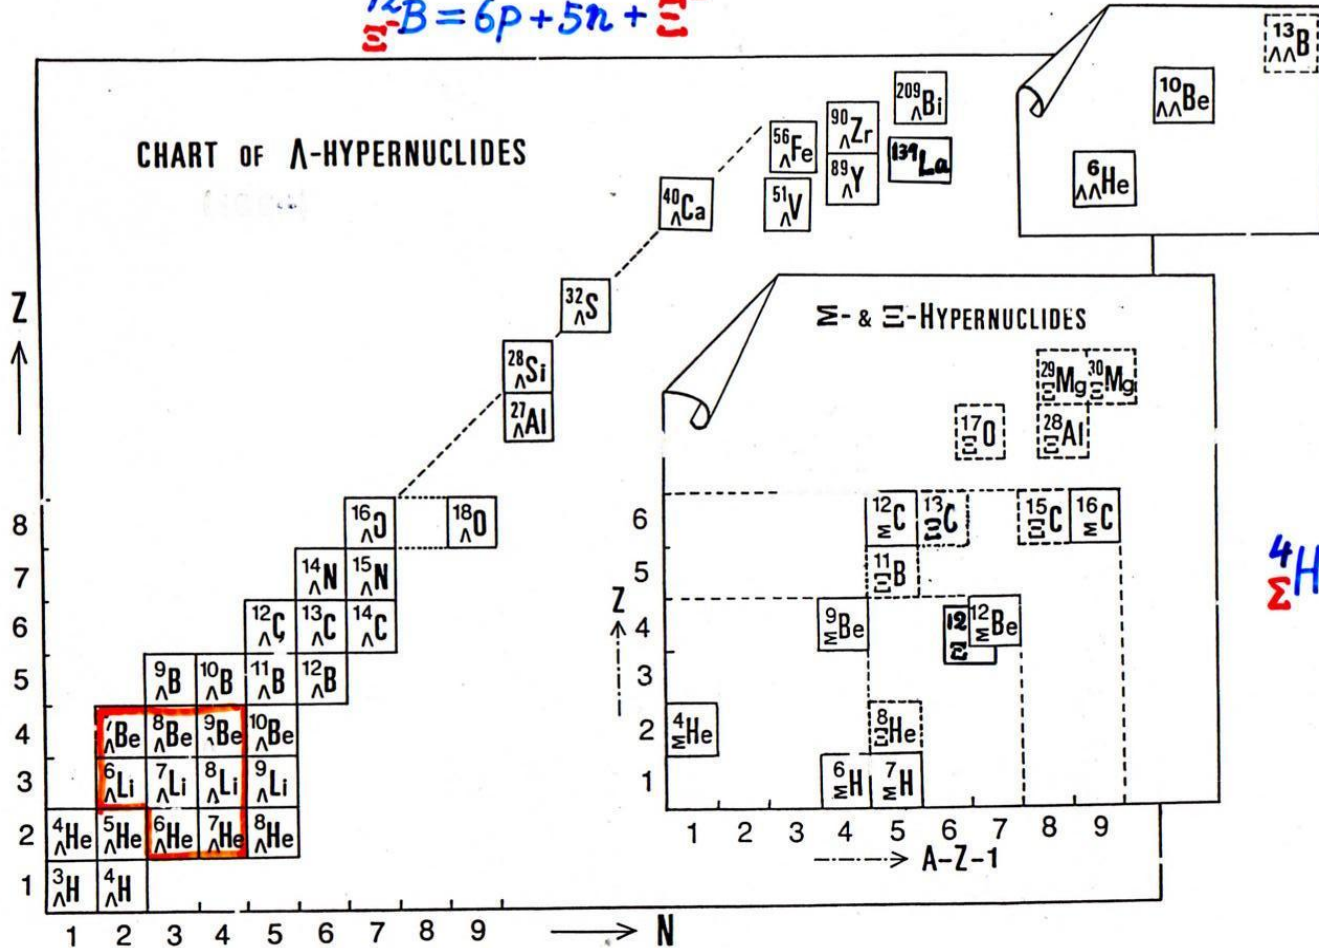 ¹²Ξ⁻B = 6p + 5n + Ξ⁻
¹³ΛΛB
²⁰⁹ΛBi
¹⁰ΛΛBe
⁹⁰ΛZr
CHART OF Λ-HYPERNUCLIDES
⁵⁶ΛFe
¹³⁹La
⁸⁹ΛY
⁶ΛΛHe
⁴⁰ΛCa
⁵¹ΛV
Z
³²ΛS
Σ- & Ξ-HYPERNUCLIDES
²⁸ΛSi
²⁷ΛAl
²⁹ΞMg ³⁰ΞMg
¹⁷ΞO ²⁸ΞAl
8 ¹⁶ΛO ¹⁸ΛO
7 ¹⁴ΛN ¹⁵ΛN
6 ¹²ΛC ¹³ΛC ¹⁴ΛC
5 ⁹ΛB ¹⁰ΛB ¹¹ΛB ¹²ΛB
4 ⁷ΛBe ⁸ΛBe ⁹ΛBe ¹⁰ΛBe
3 ⁶ΛLi ⁷ΛLi ⁸ΛLi ⁹ΛLi
2 ⁴ΛHe ⁵ΛHe ⁶ΛHe ⁷ΛHe ⁸ΛHe
1 ³ΛH ⁴ΛH
1 2 3 4 5 6 7 8 9 N
6 ¹²ΣC ¹³ΞC ¹⁵ΞC ¹⁶ΣC
5 ¹¹ΞB
Z
4 ⁹ΣBe ¹²Ξ ¹²ΣBe
3
2 ⁴ΣHe ⁸ΞHe
1 ⁶ΣH ⁷ΣH
1 2 3 4 5 6 7 8 9
A-Z-1
⁴ΣH